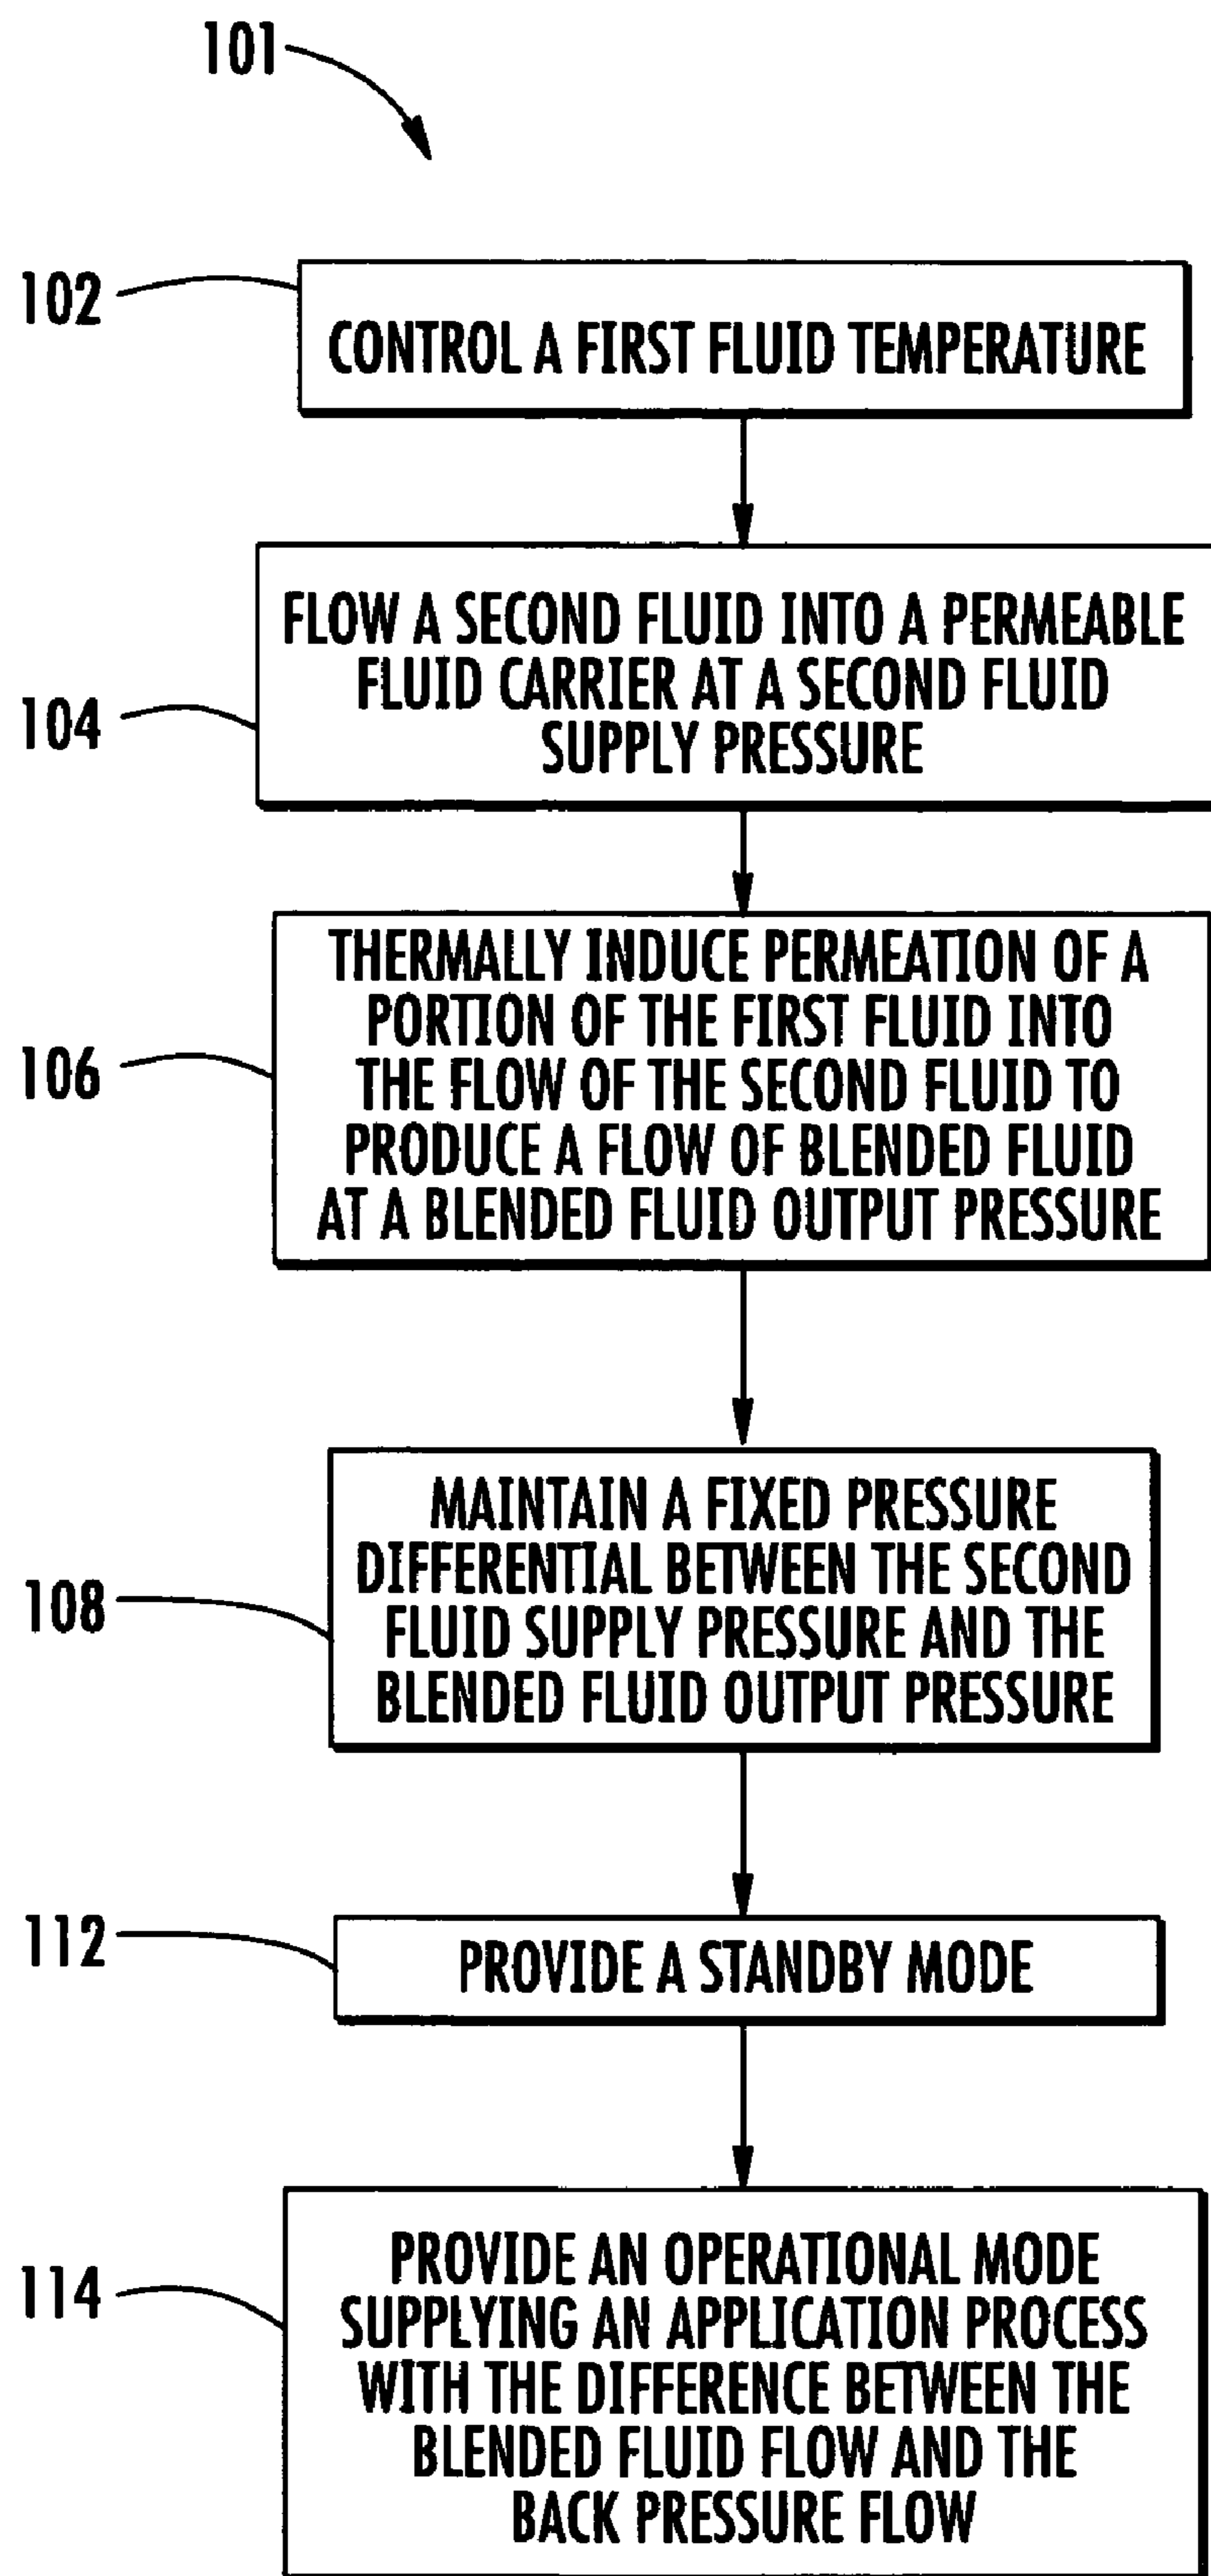 101
102
CONTROL A FIRST FLUID TEMPERATURE
104
FLOW A SECOND FLUID INTO A PERMEABLE
FLUID CARRIER AT A SECOND FLUID
SUPPLY PRESSURE
106
THERMALLY INDUCE PERMEATION OF A
PORTION OF THE FIRST FLUID INTO
THE FLOW OF THE SECOND FLUID TO
PRODUCE A FLOW OF BLENDED FLUID
AT A BLENDED FLUID OUTPUT PRESSURE
108
MAINTAIN A FIXED PRESSURE
DIFFERENTIAL BETWEEN THE SECOND
FLUID SUPPLY PRESSURE AND THE
BLENDED FLUID OUTPUT PRESSURE
112
PROVIDE A STANDBY MODE
114
PROVIDE AN OPERATIONAL MODE
SUPPLYING AN APPLICATION PROCESS
WITH THE DIFFERENCE BETWEEN THE
BLENDED FLUID FLOW AND THE
BACK PRESSURE FLOW